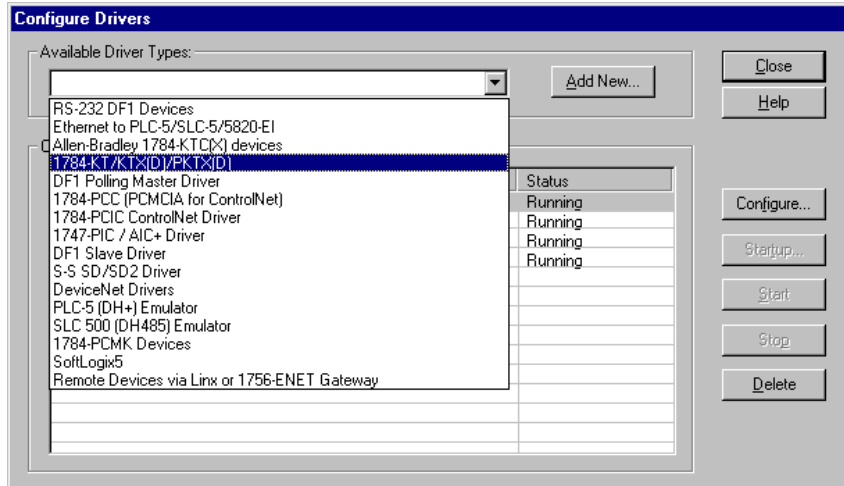 Configure Drivers
Available Driver Types:
Add New...
Close
Help
RS-232 DF1 Devices
Ethernet to PLC-5/SLC-5/5820-EI
Allen-Bradley 1784-KTC(X) devices
1784-KT/KTX(D)/PKTX(D)
DF1 Polling Master Driver
1784-PCC (PCMCIA for ControlNet)
1784-PCIC ControlNet Driver
1747-PIC / AIC+ Driver
DF1 Slave Driver
S-S SD/SD2 Driver
DeviceNet Drivers
PLC-5 (DH+) Emulator
SLC 500 (DH485) Emulator
1784-PCMK Devices
SoftLogix5
Remote Devices via Linx or 1756-ENET Gateway
Status
Running
Running
Running
Running
Configure...
Startup...
Start
Stop
Delete